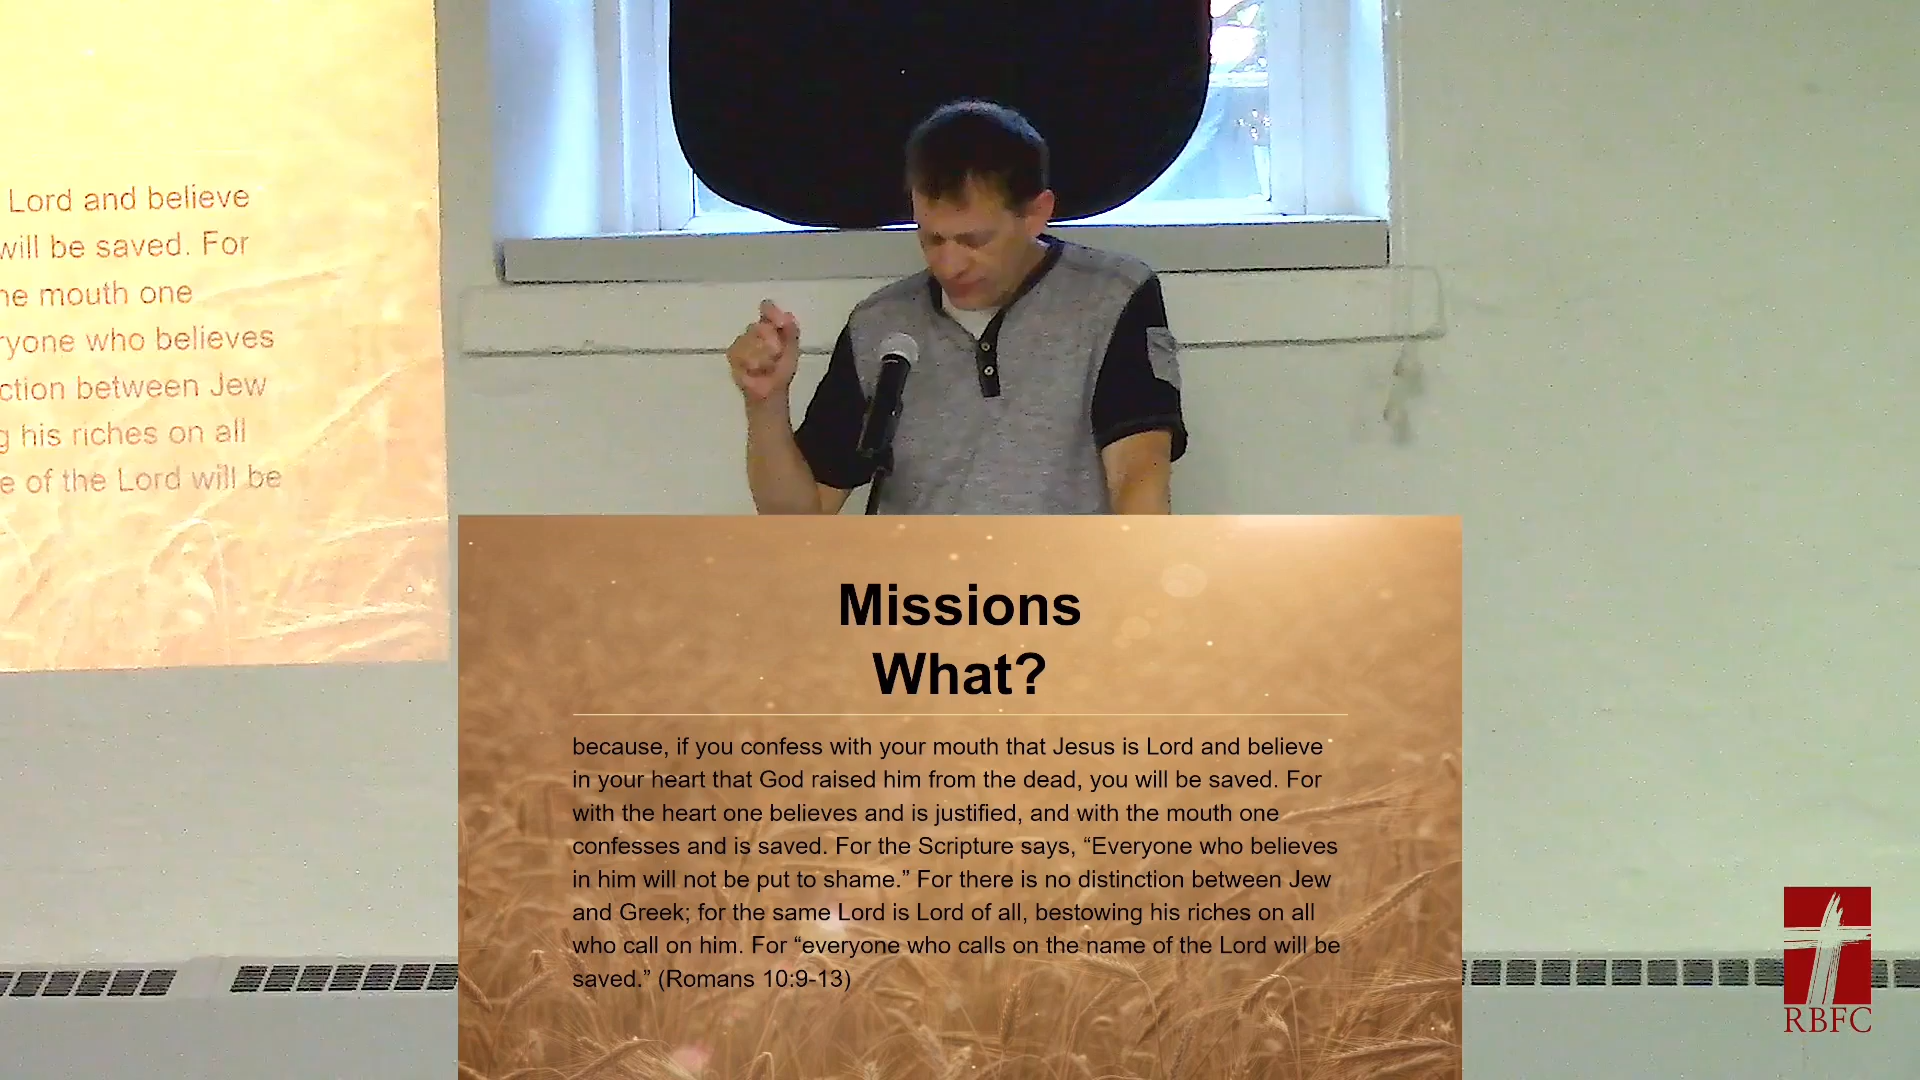 Lord and believe
will be saved. For
he mouth one
ryone who believes
ction between Jew
g his riches on all
e of the Lord will be
Missions
What?
because, if you confess with your mouth that Jesus is Lord and believe
in your heart that God raised him from the dead, you will be saved. For
with the heart one believes and is justified, and with the mouth one
confesses and is saved. For the Scripture says, “Everyone who believes
in him will not be put to shame.” For there is no distinction between Jew
and Greek; for the same Lord is Lord of all, bestowing his riches on all
who call on him. For “everyone who calls on the name of the Lord will be
saved.” (Romans 10:9-13)
RBFC